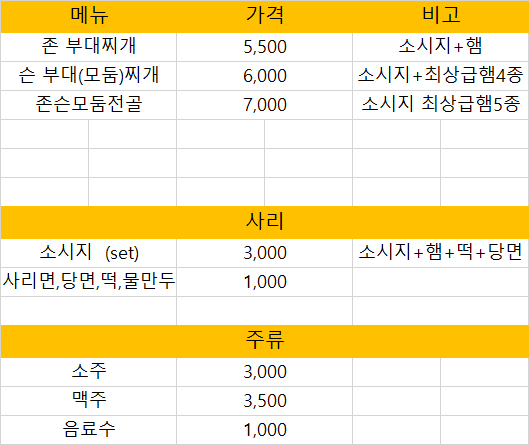 메뉴 가격 비고
존 부대찌개 5,500 소시지+햄
슨 부대(모둠)찌개 6,000 소시지+최상급햄4종
존슨모둠전골 7,000 소시지 최상급햄5종
사리
소시지 (set) 3,000 소시지+햄+떡+당면
사리면,당면,떡,물만두 1,000
주류
소주 3,000
맥주 3,500
음료수 1,000